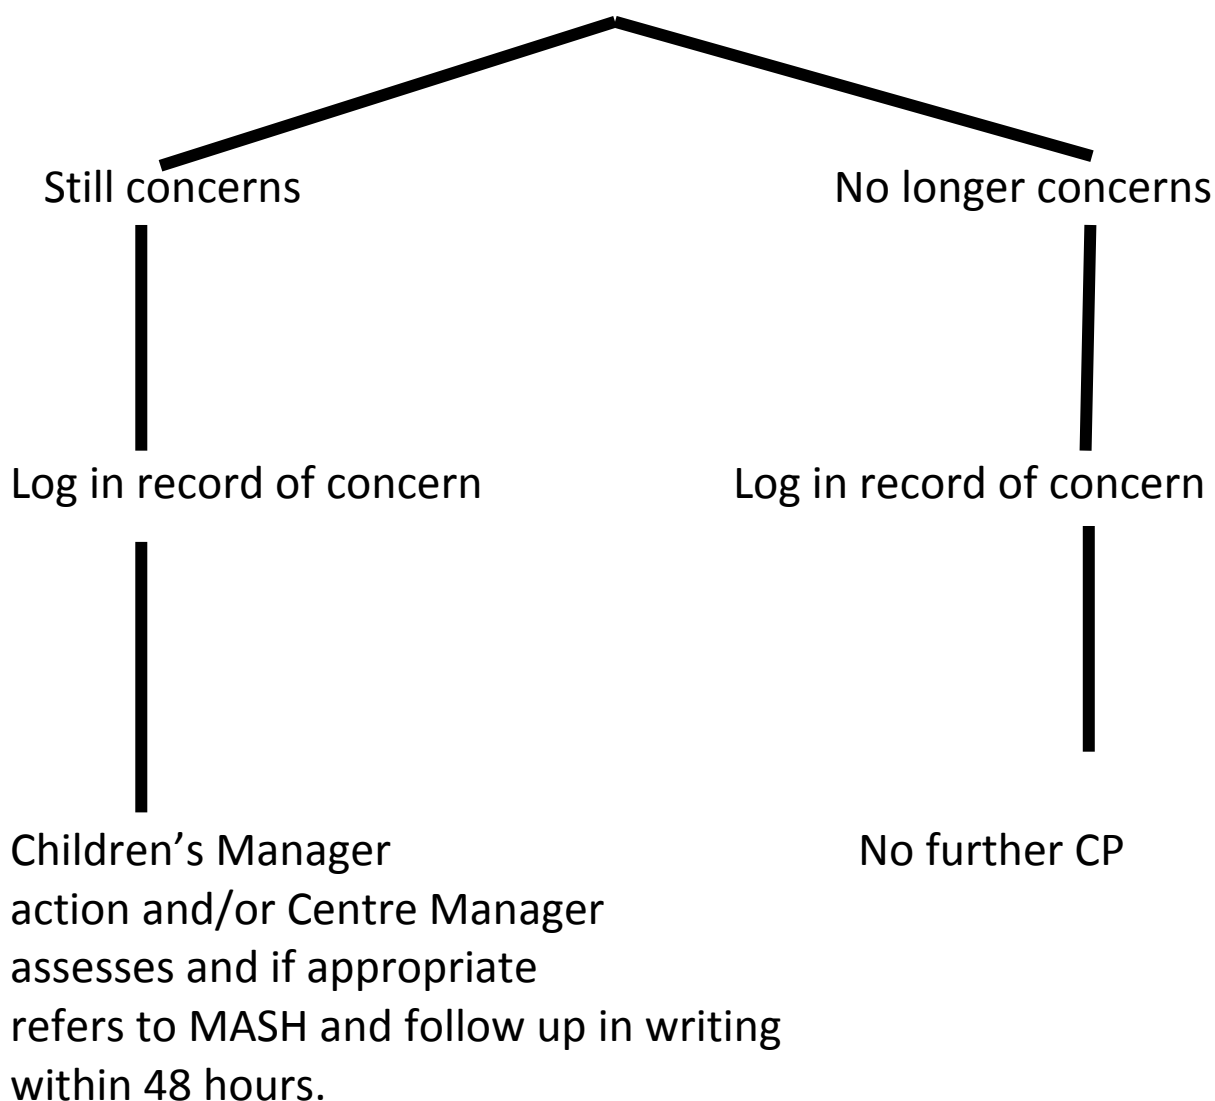 Still concerns
No longer concerns
Log in record of concern
Log in record of concern
Children’s Manager
action and/or Centre Manager
assesses and if appropriate
refers to MASH and follow up in writing
within 48 hours.
No further CP